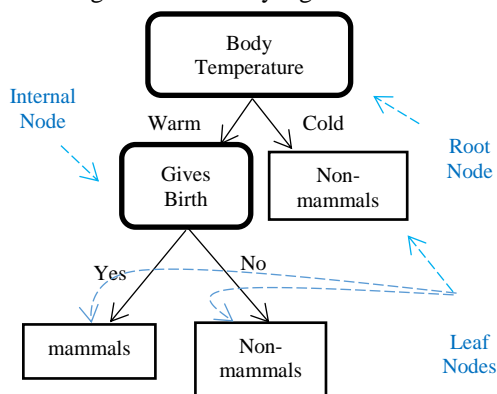 Body
Temperature
Internal
Node
Warm
Cold
Root
Node
Gives
Birth
Non-
mammals
Yes
No
mammals
Non-
mammals
Leaf
Nodes